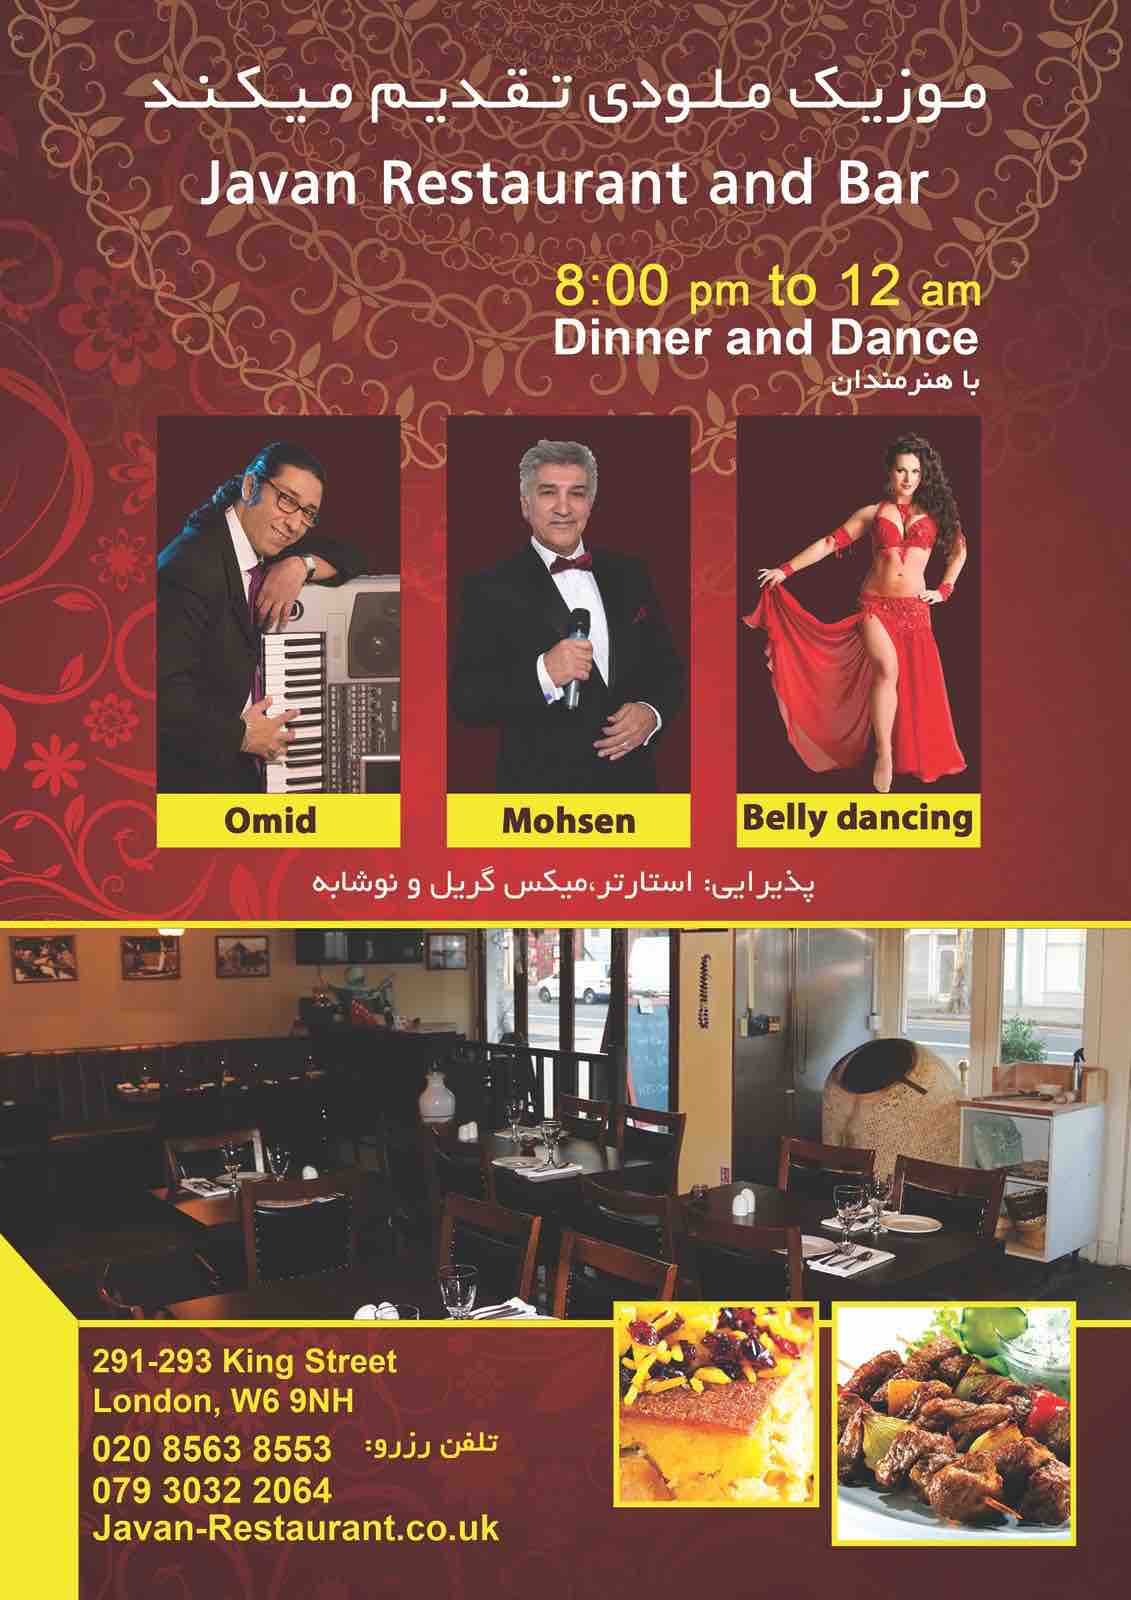 موزیک ملودی تقدیم میکند
Javan Restaurant and Bar
8:00 pm to 12 am
Dinner and Dance
با هنرمندان
Omid
Mohsen
Belly dancing
پذیرایی: استارتر،میکس گریل و نوشابه
291-293 King Street
London, W6 9NH
020 8563 8553 تلفن رزرو:
079 3032 2064
Javan-Restaurant.co.uk